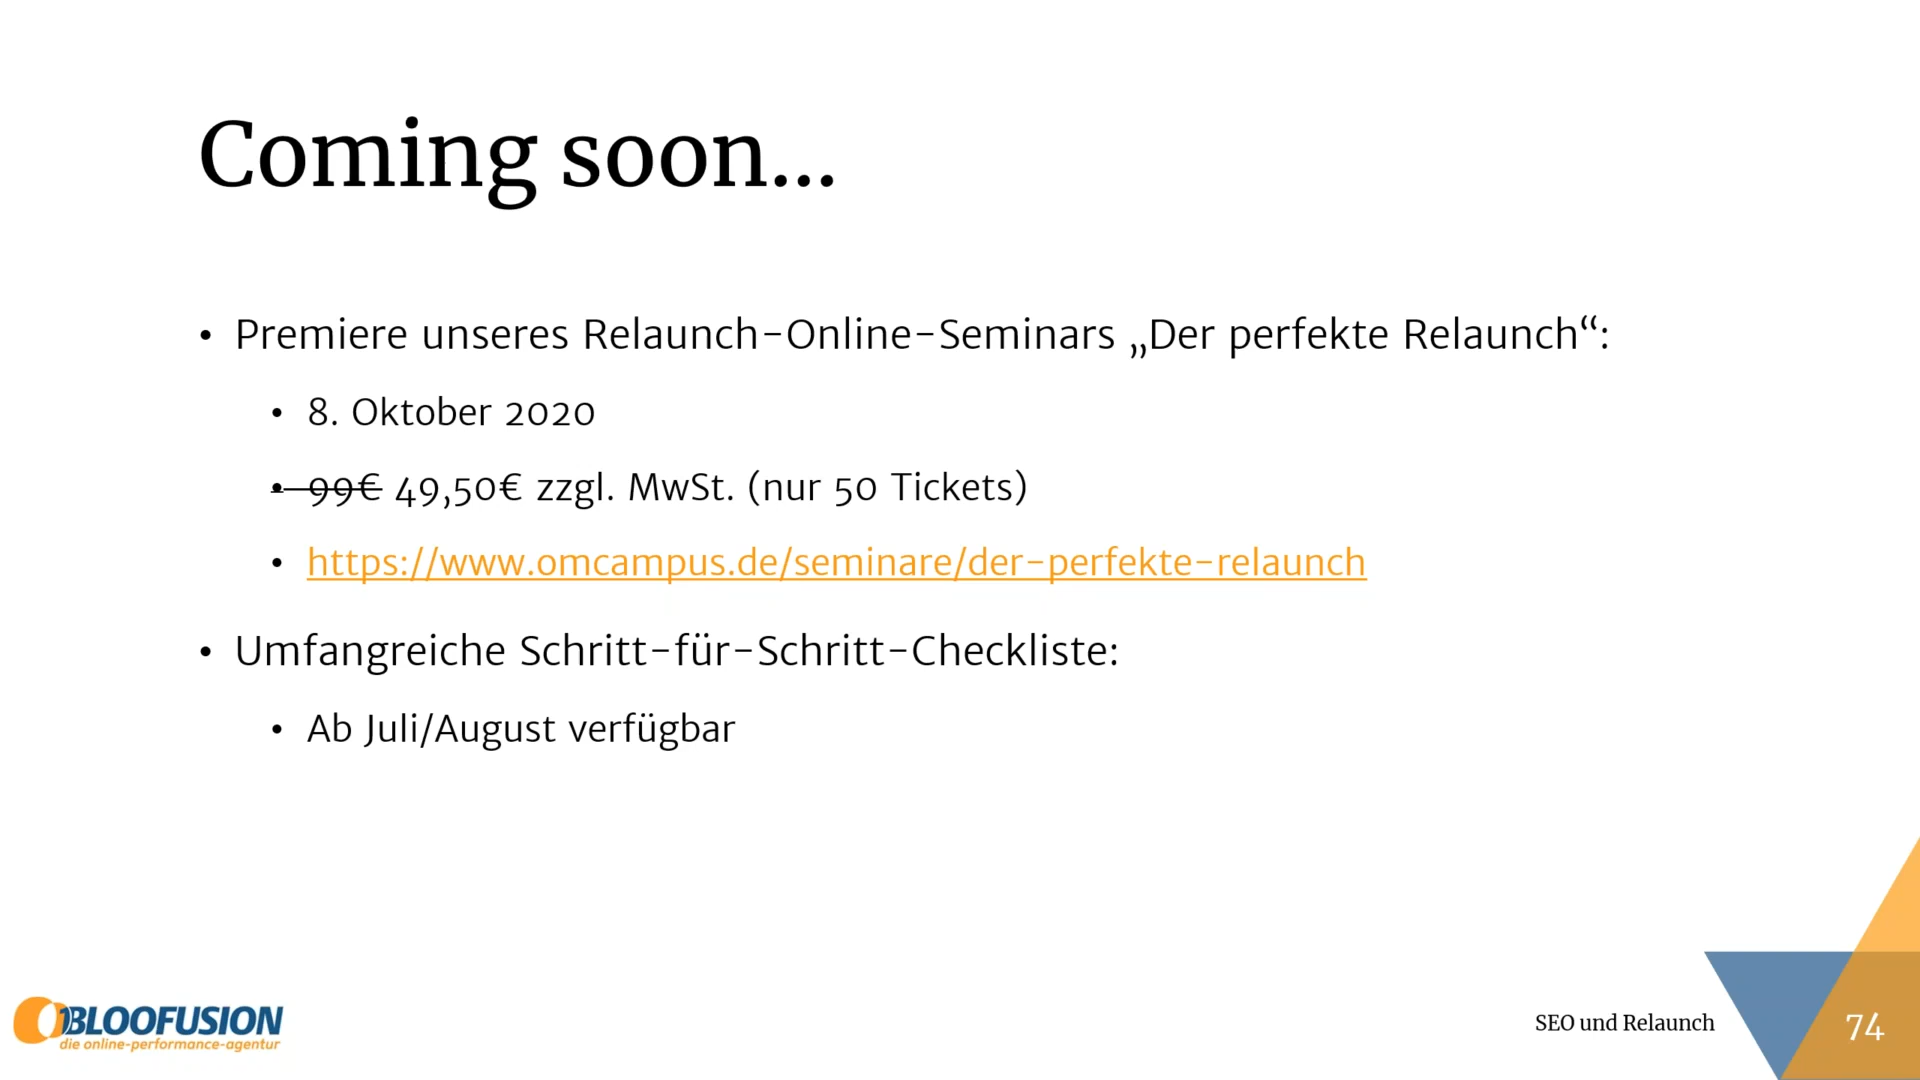 Coming soon...
• Premiere unseres Relaunch-Online-Seminars „Der perfekte Relaunch“:
• 8. Oktober 2020
• 99€ 49,50€ zzgl. MwSt. (nur 50 Tickets)
• https://www.omcampus.de/seminare/der-perfekte-relaunch
• Umfangreiche Schritt-für-Schritt-Checkliste:
• Ab Juli/August verfügbar
BLOOFUSION
die online-performance-agentur
SEO und Relaunch
74